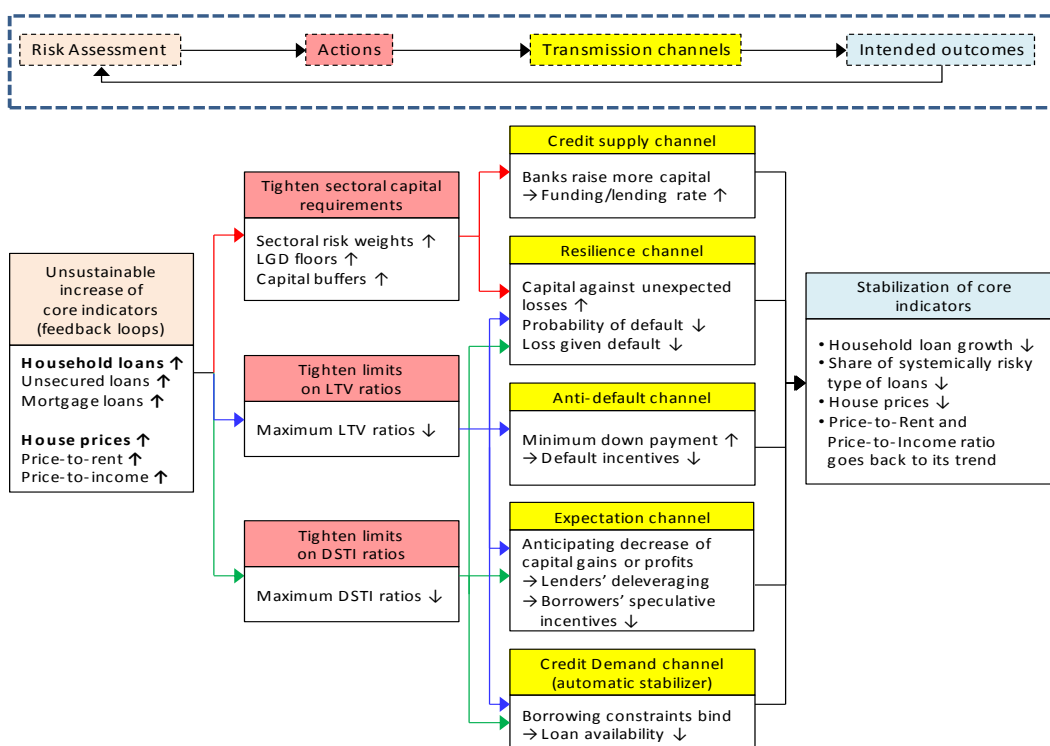 Risk Assessment
Actions
Transmission channels
Intended outcomes
Unsustainable
increase of
core indicators
(feedback loops)
Household loans ↑
Unsecured loans ↑
Mortgage loans ↑
House prices ↑
Price-to-rent ↑
Price-to-income ↑
Tighten sectoral capital
requirements
Sectoral risk weights ↑
LGD floors ↑
Capital buffers ↑
Tighten limits
on LTV ratios
Maximum LTV ratios ↓
Tighten limits
on DSTI ratios
Maximum DSTI ratios ↓
Credit supply channel
Banks raise more capital
→ Funding/lending rate ↑
Resilience channel
Capital against unexpected
losses ↑
Probability of default ↓
Loss given default ↓
Anti-default channel
Minimum down payment ↑
→ Default incentives ↓
Expectation channel
Anticipating decrease of
capital gains or profits
→ Lenders’ deleveraging
→ Borrowers’ speculative
incentives ↓
Credit Demand channel
(automatic stabilizer)
Borrowing constraints bind
→ Loan availability ↓
Stabilization of core
indicators
• Household loan growth ↓
• Share of systemically risky
type of loans ↓
• House prices ↓
• Price-to-Rent and
Price-to-Income ratio
goes back to its trend